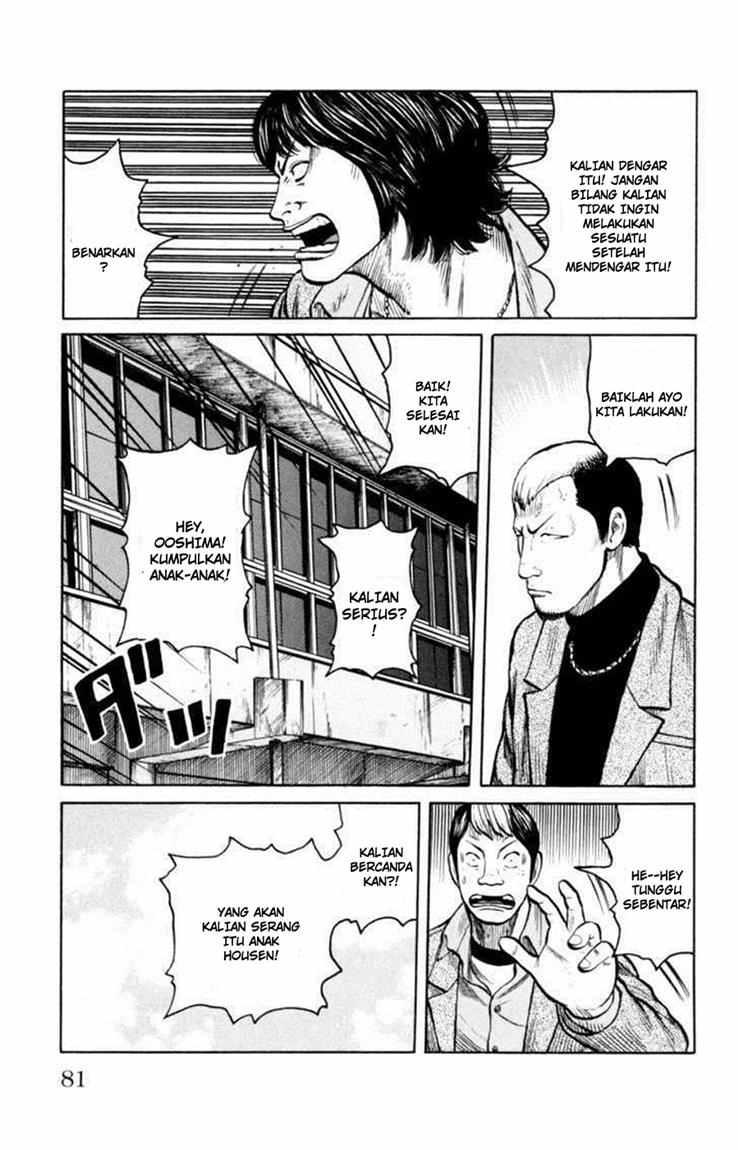 KALIAN DENGAR
ITU! JANGAN
BILANG KALIAN
TIDAK INGIN
MELAKUKAN
SESUATU
SETELAH
MENDENGAR ITU!
BENARKAN
?
BAIKLAH AYO
KITA LAKUKAN!
BAIK!
KITA
SELESAI
KAN!
KALIAN
SERIUS?
!
HEY,
OOSHIMA!
KUMPULKAN
ANAK-ANAK!
ダッツ
HE--HEY
TUNGGU
SEBENTAR!
KALIAN
BERCANDA
KAN?!
YANG AKAN
KALIAN SERANG
ITU ANAK
HOUSEN!
81